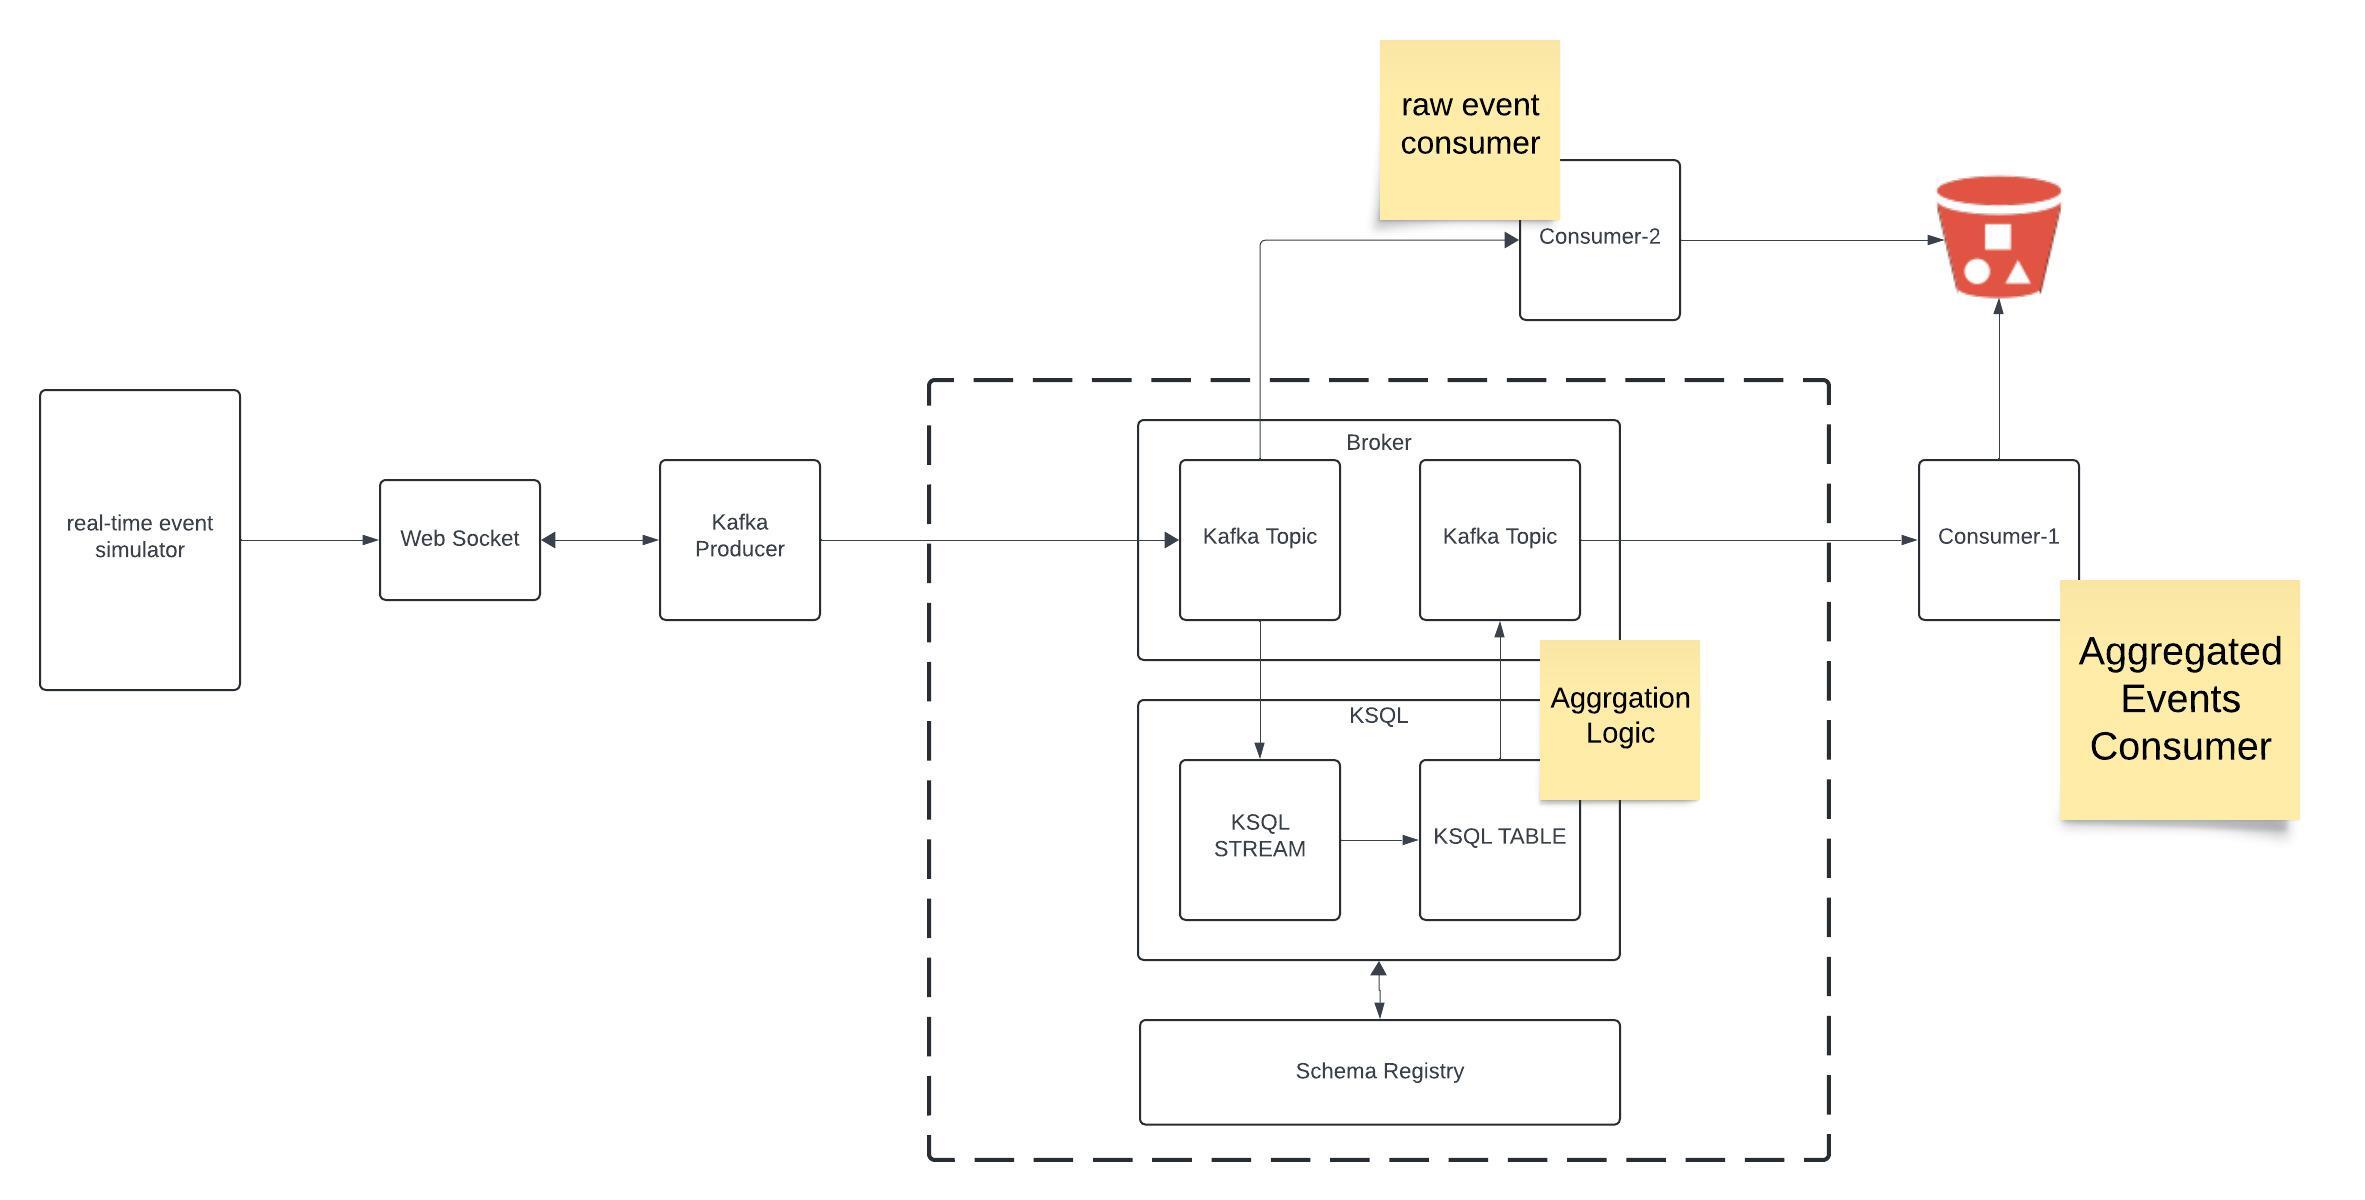 raw event
consumer
Consumer-2
Broker
real-time event
simulator
Web Socket
Kafka
Producer
Kafka Topic
Kafka Topic
Consumer-1
Aggrgation
Logic
Aggregated
Events
Consumer
KSQL
KSQL
STREAM
KSQL TABLE
Schema Registry